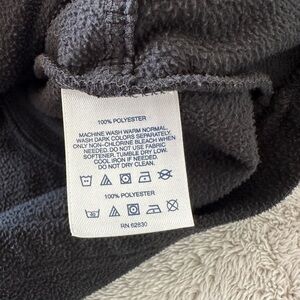 100% POLYESTER
MACHINE WASH WARM NORMAL.
WASH DARK COLORS SEPARATELY.
ONLY NON-CHLORINE BLEACH WHEN
NEEDED. DO NOT USE FABRIC
SOFTENER. TUMBLE DRY LOW.
COOL IRON IF NEEDED.
DO NOT DRY CLEAN.
100% POLYESTER
RN 62830